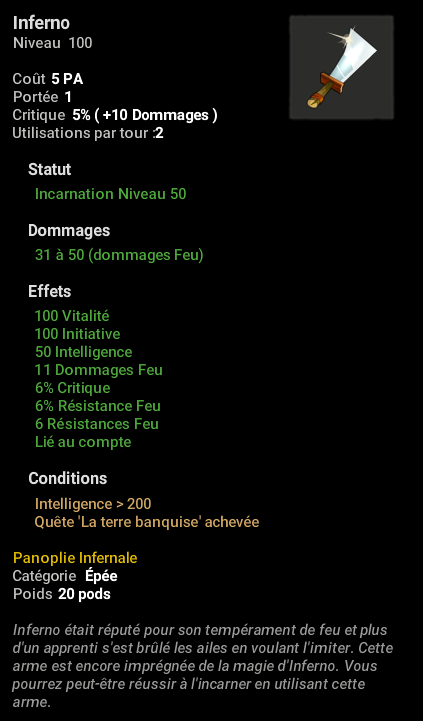 Inferno
Niveau 100
Coût 5 PA
Portée 1
Critique 5% ( +10 Dommages )
Utilisations par tour :2
Statut
Incarnation Niveau 50
Dommages
31 à 50 (dommages Feu)
Effets
100 Vitalité
100 Initiative
50 Intelligence
11 Dommages Feu
6% Critique
6% Résistance Feu
6 Résistances Feu
Lié au compte
Conditions
Intelligence > 200
Quête 'La terre banquise' achevée
Panoplie Infernale
Catégorie Épée
Poids 20 pods
Inferno était réputé pour son tempérament de feu et plus
d'un apprenti s'est brûlé les ailes en voulant l'imiter. Cette
arme est encore imprégnée de la magie d'Inferno. Vous
pourrez peut-être réussir à l'incarner en utilisant cette
arme.